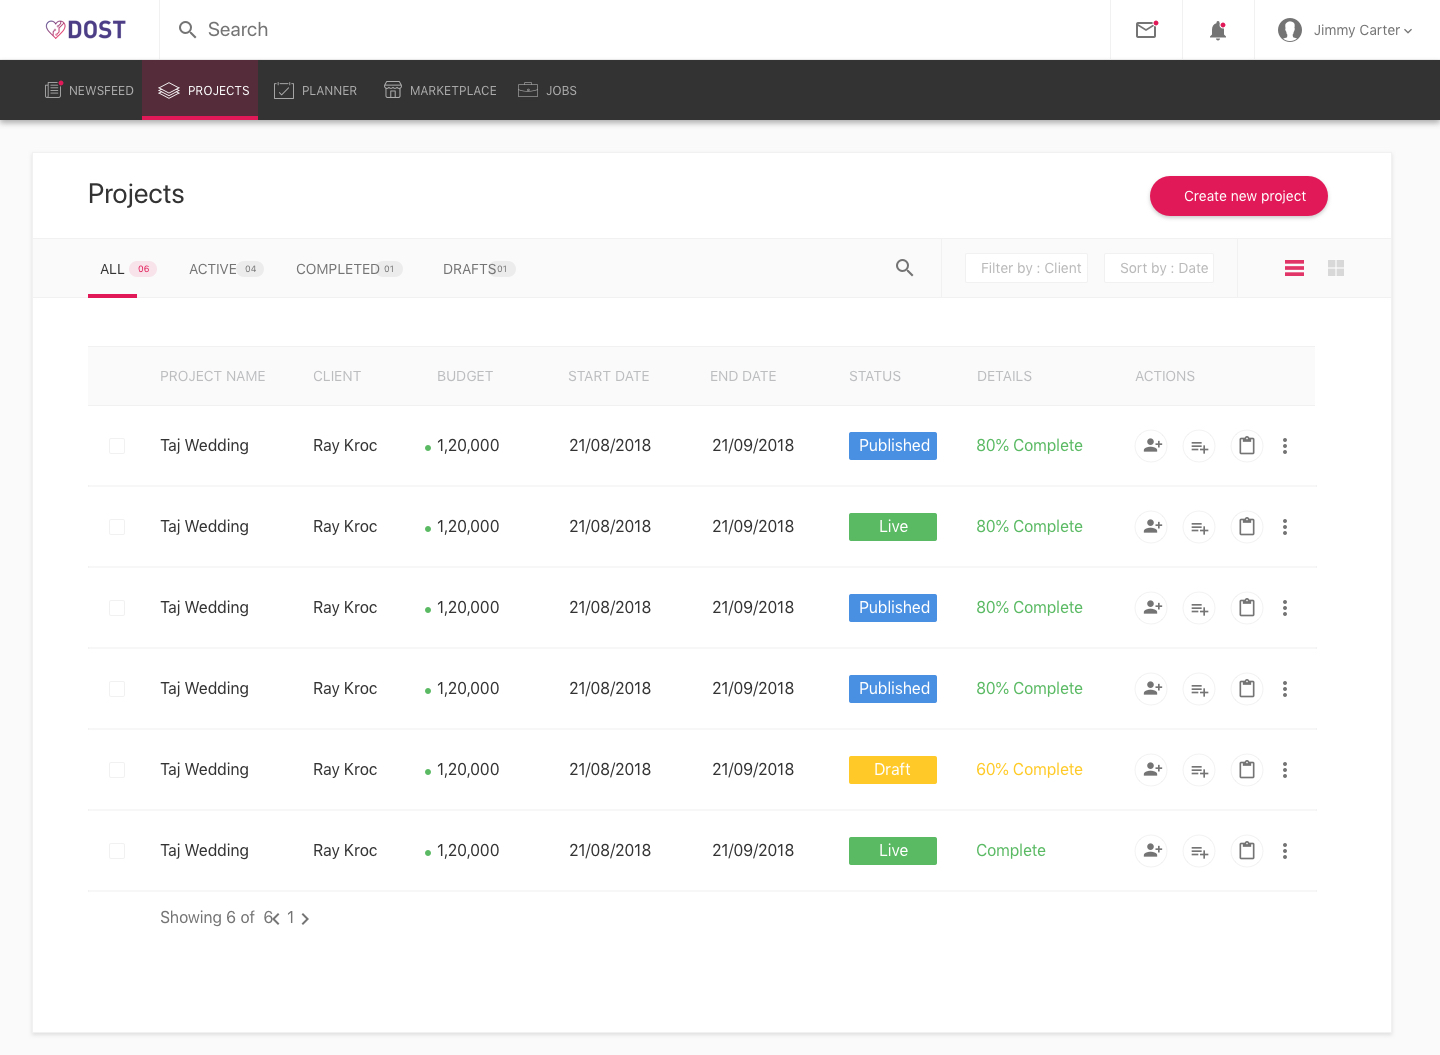 DOST
Search
Jimmy Carter
NEWSFEED PROJECTS PLANNER MARKETPLACE JOBS
Projects
Create new project
ALL 06 ACTIVE 04 COMPLETED 01 DRAFTS 01 Filter by : Client Sort by : Date
PROJECT NAME CLIENT BUDGET START DATE END DATE STATUS DETAILS ACTIONS
Taj Wedding Ray Kroc 1,20,000 21/08/2018 21/09/2018 Published 80% Complete
Taj Wedding Ray Kroc 1,20,000 21/08/2018 21/09/2018 Live 80% Complete
Taj Wedding Ray Kroc 1,20,000 21/08/2018 21/09/2018 Published 80% Complete
Taj Wedding Ray Kroc 1,20,000 21/08/2018 21/09/2018 Published 80% Complete
Taj Wedding Ray Kroc 1,20,000 21/08/2018 21/09/2018 Draft 60% Complete
Taj Wedding Ray Kroc 1,20,000 21/08/2018 21/09/2018 Live Complete
Showing 6 of 6 1